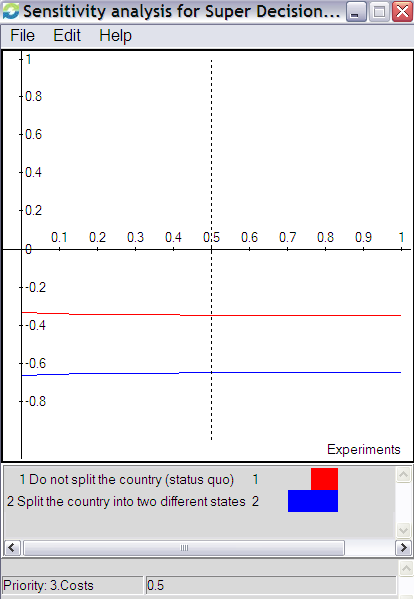 Sensitivity analysis for Super Decision...
File Edit Help
1
0.8
0.6
0.4
0.2
0.1 0.2 0.3 0.4 0.5 0.6 0.7 0.8 0.9 1
0
-0.2
-0.4
-0.6
-0.8
Experiments
1 Do not split the country (status quo) 1
2 Split the country into two different states 2
Priority: 3.Costs 0.5